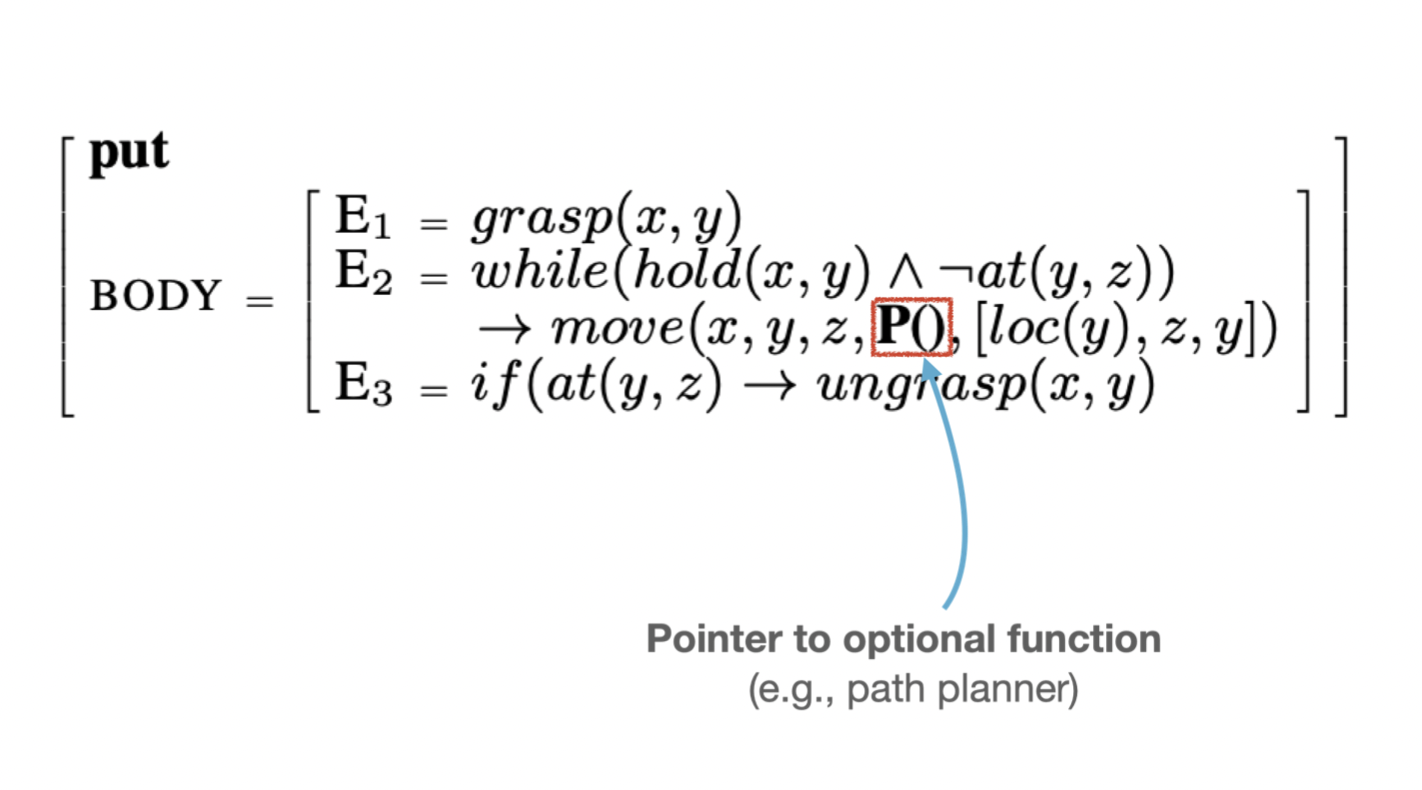 put
BODY = E₁ = grasp(x, y)
E₂ = while(hold(x, y) ∧ ¬at(y, z))
→ move(x, y, z, P(), [loc(y), z, y])
E₃ = if(at(y, z) → ungrasp(x, y)
Pointer to optional function
(e.g., path planner)